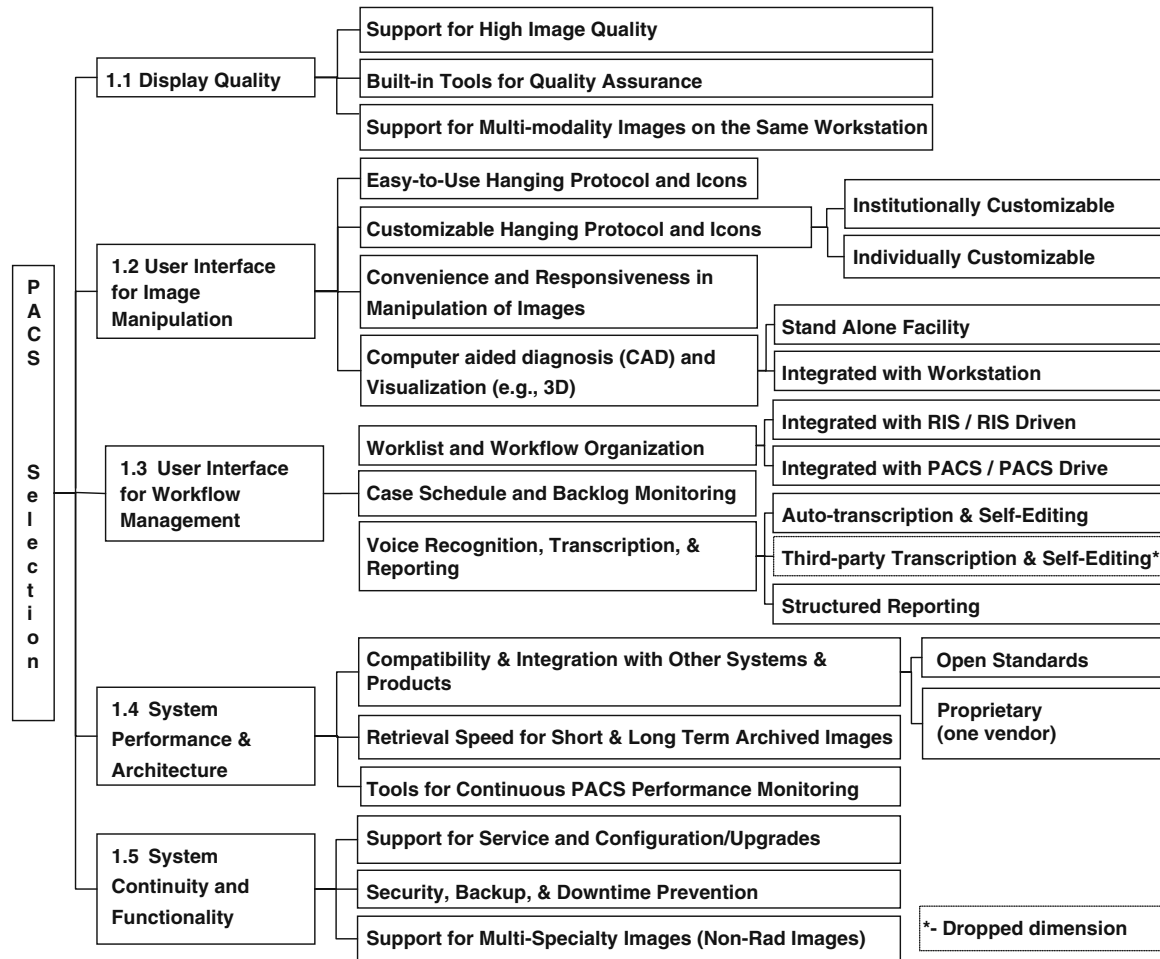 PACS Selection
1.1 Display Quality
Support for High Image Quality
Built-in Tools for Quality Assurance
Support for Multi-modality Images on the Same Workstation
1.2 User Interface
for Image
Manipulation
Easy-to-Use Hanging Protocol and Icons
Customizable Hanging Protocol and Icons
Institutionally Customizable
Individually Customizable
Convenience and Responsiveness in
Manipulation of Images
Computer aided diagnosis (CAD) and
Visualization (e.g., 3D)
Stand Alone Facility
Integrated with Workstation
1.3 User Interface
for Workflow
Management
Worklist and Workflow Organization
Integrated with RIS / RIS Driven
Integrated with PACS / PACS Drive
Case Schedule and Backlog Monitoring
Voice Recognition, Transcription, &
Reporting
Auto-transcription & Self-Editing
Third-party Transcription & Self-Editing*
Structured Reporting
1.4 System
Performance &
Architecture
Compatibility & Integration with Other Systems &
Products
Open Standards
Proprietary
(one vendor)
Retrieval Speed for Short & Long Term Archived Images
Tools for Continuous PACS Performance Monitoring
1.5 System
Continuity and
Functionality
Support for Service and Configuration/Upgrades
Security, Backup, & Downtime Prevention
Support for Multi-Specialty Images (Non-Rad Images)
*- Dropped dimension